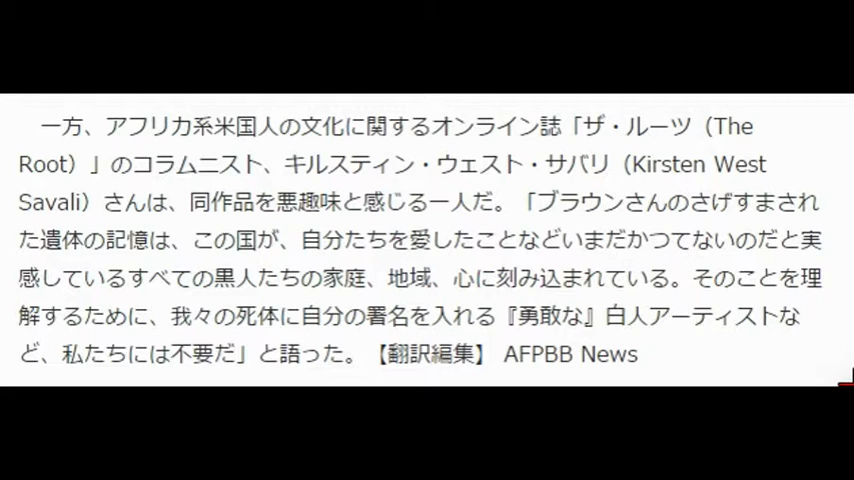 一方、アフリカ系米国人の文化に関するオンライン誌「ザ・ルーツ（The
Root）」のコラムニスト、キルスティン・ウェスト・サバリ（Kirsten West
Savali）さんは、同作品を悪趣味と感じる一人だ。「ブラウンさんのさげすまされ
た遺体の記憶は、この国が、自分たちを愛したことなどいまだかつてないのだと実
感しているすべての黒人たちの家庭、地域、心に刻み込まれている。そのことを理
解するために、我々の死体に自分の署名を入れる『勇敢な』白人アーティストな
ど、私たちには不要だ」と語った。【翻訳編集】 AFPBB News